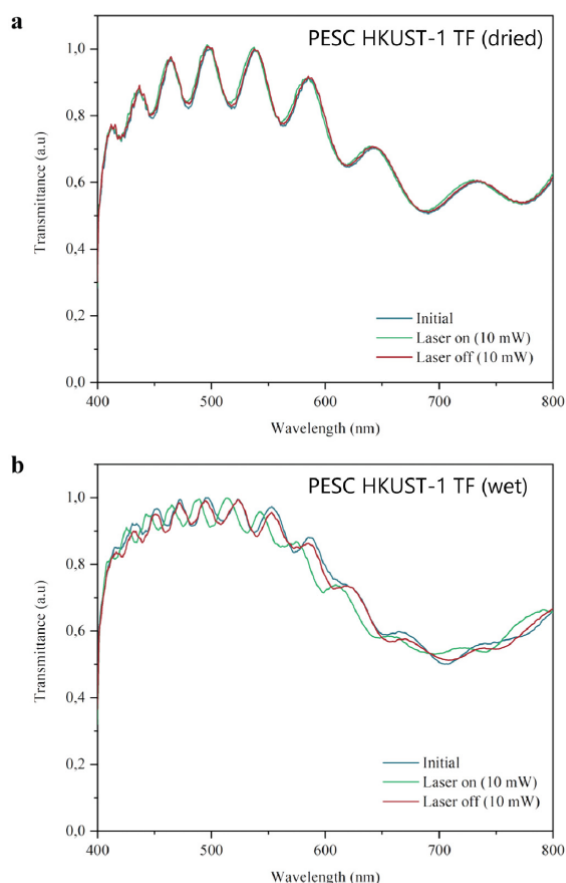 a
PESC HKUST-1 TF (dried)
1,0
0,8
0,6
0,4
0,2
0,0
Transmittance (a.u)
Initial
Laser on (10 mW)
Laser off (10 mW)
400 500 600 700 800
Wavelength (nm)
b
PESC HKUST-1 TF (wet)
1,0
0,8
0,6
0,4
0,2
0,0
Transmittance (a.u)
Initial
Laser on (10 mW)
Laser off (10 mW)
400 500 600 700 800
Wavelength (nm)